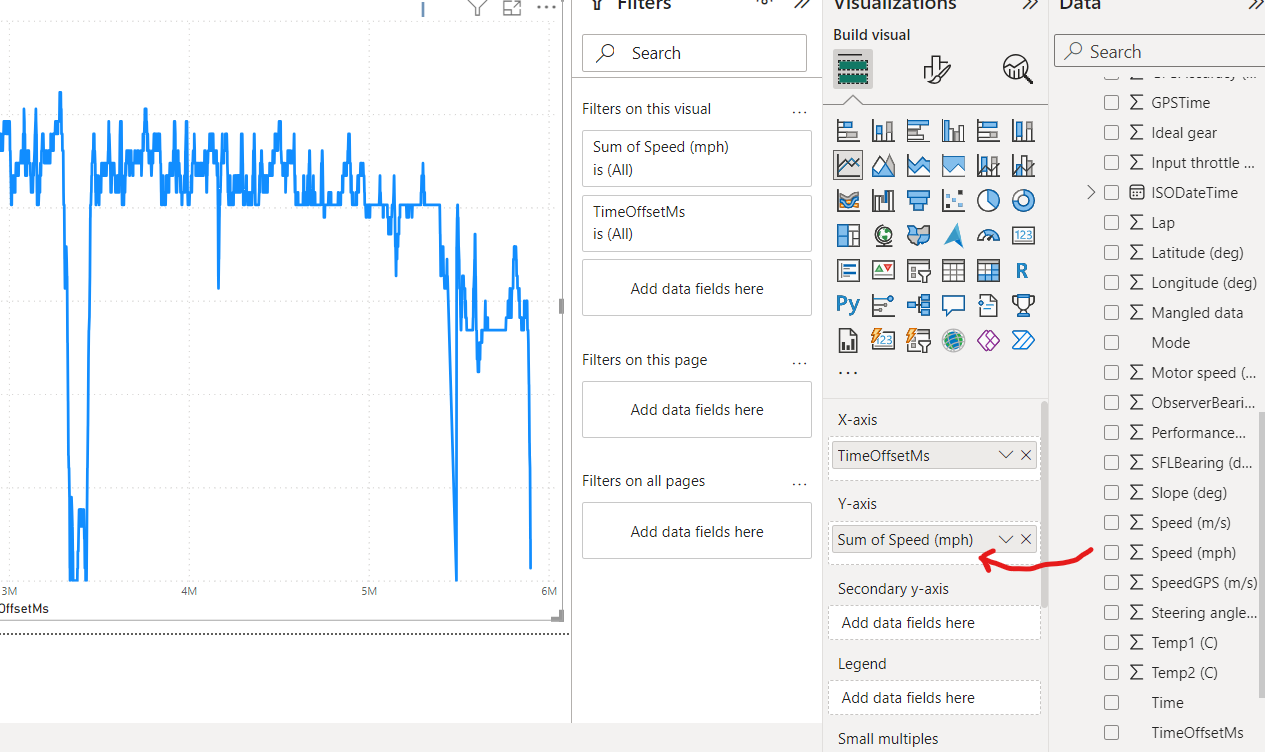 Filters
Visualizations
Data
Build visual
Search
Search
3M
4M
5M
6M
OffsetMs
Filters on this visual
...
Sum of Speed (mph)
is (All)
TimeOffsetMs
is (All)
Add data fields here
Filters on this page
...
Add data fields here
Filters on all pages
...
Add data fields here
123
R
Py
123
...
X-axis
TimeOffsetMs
Y-axis
Sum of Speed (mph)
Secondary y-axis
Add data fields here
Legend
Add data fields here
Small multiples
GPSTime
Ideal gear
Input throttle ...
ISODateTime
Lap
Latitude (deg)
Longitude (deg)
Mangled data
Mode
Motor speed (...
ObserverBeari...
Performance...
SFLBearing (d...
Slope (deg)
Speed (m/s)
Speed (mph)
SpeedGPS (m/s)
Steering angle...
Temp1 (C)
Temp2 (C)
Time
TimeOffsetMs